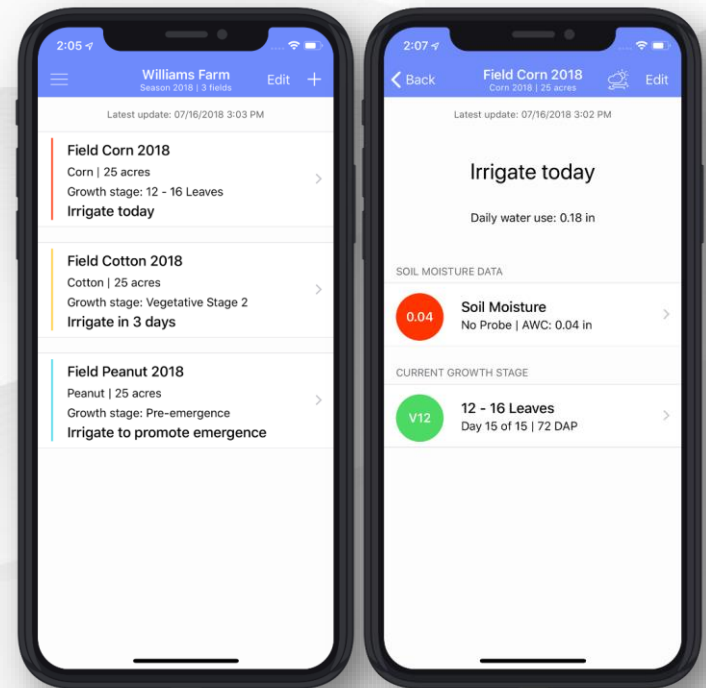 2:05
Williams Farm
Season 2018 | 3 fields
Edit
Latest update: 07/16/2018 3:03 PM
Field Corn 2018
Corn | 25 acres
Growth stage: 12 - 16 Leaves
Irrigate today
Field Cotton 2018
Cotton | 25 acres
Growth stage: Vegetative Stage 2
Irrigate in 3 days
Field Peanut 2018
Peanut | 25 acres
Growth stage: Pre-emergence
Irrigate to promote emergence
2:07
Back
Field Corn 2018
Corn 2018 | 25 acres
Edit
Latest update: 07/16/2018 3:02 PM
Irrigate today
Daily water use: 0.18 in
SOIL MOISTURE DATA
0.04
Soil Moisture
No Probe | AWC: 0.04 in
CURRENT GROWTH STAGE
V12
12 - 16 Leaves
Day 15 of 15 | 72 DAP